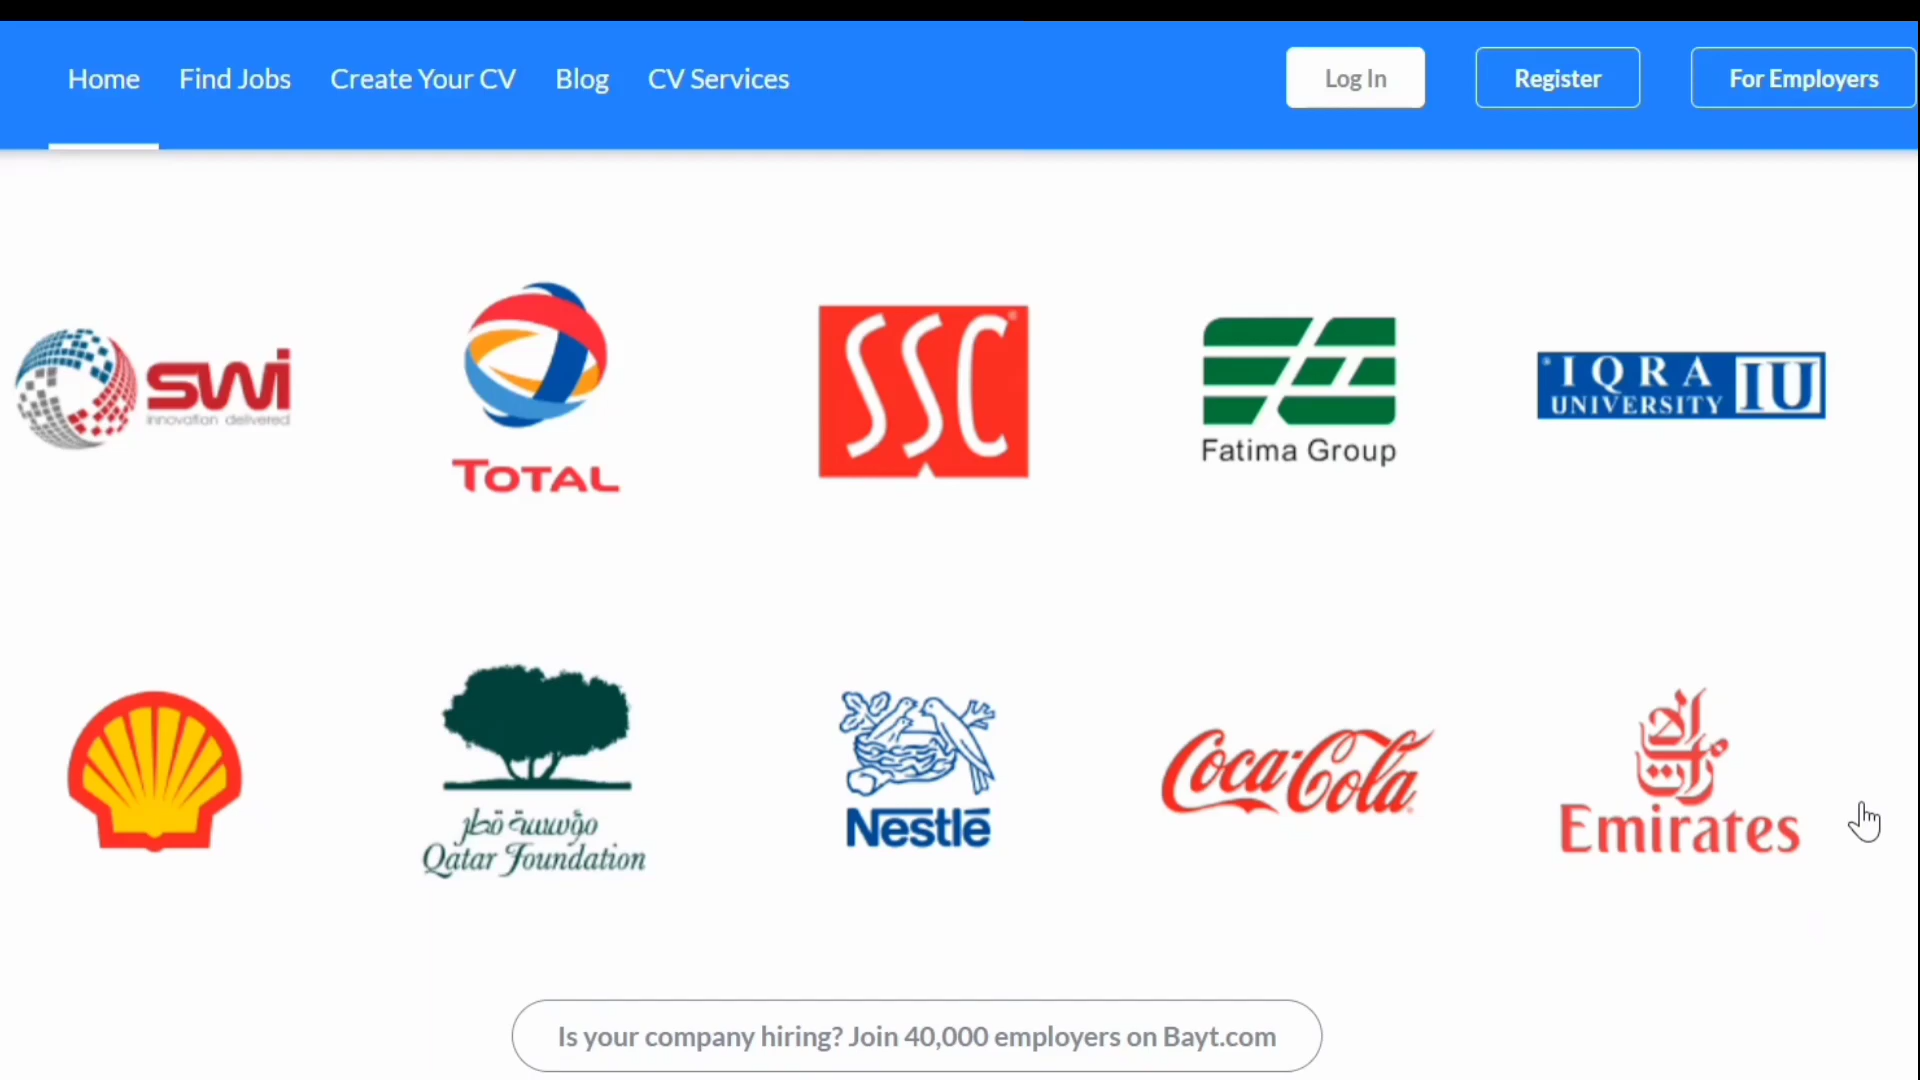 Home Find Jobs Create Your CV Blog CV Services Log In Register For Employers
swi
innovation delivered
TOTAL
SSC
Fatima Group
IQRA
UNIVERSITY
IU
مؤسسة قطر
Qatar Foundation
Nestlé
Coca-Cola
الإمارات
Emirates
Is your company hiring? Join 40,000 employers on Bayt.com